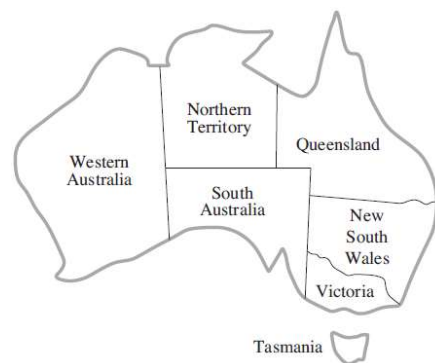 Northern
Territory
Queensland
Western
Australia
South
Australia
New
South
Wales
Victoria
Tasmania